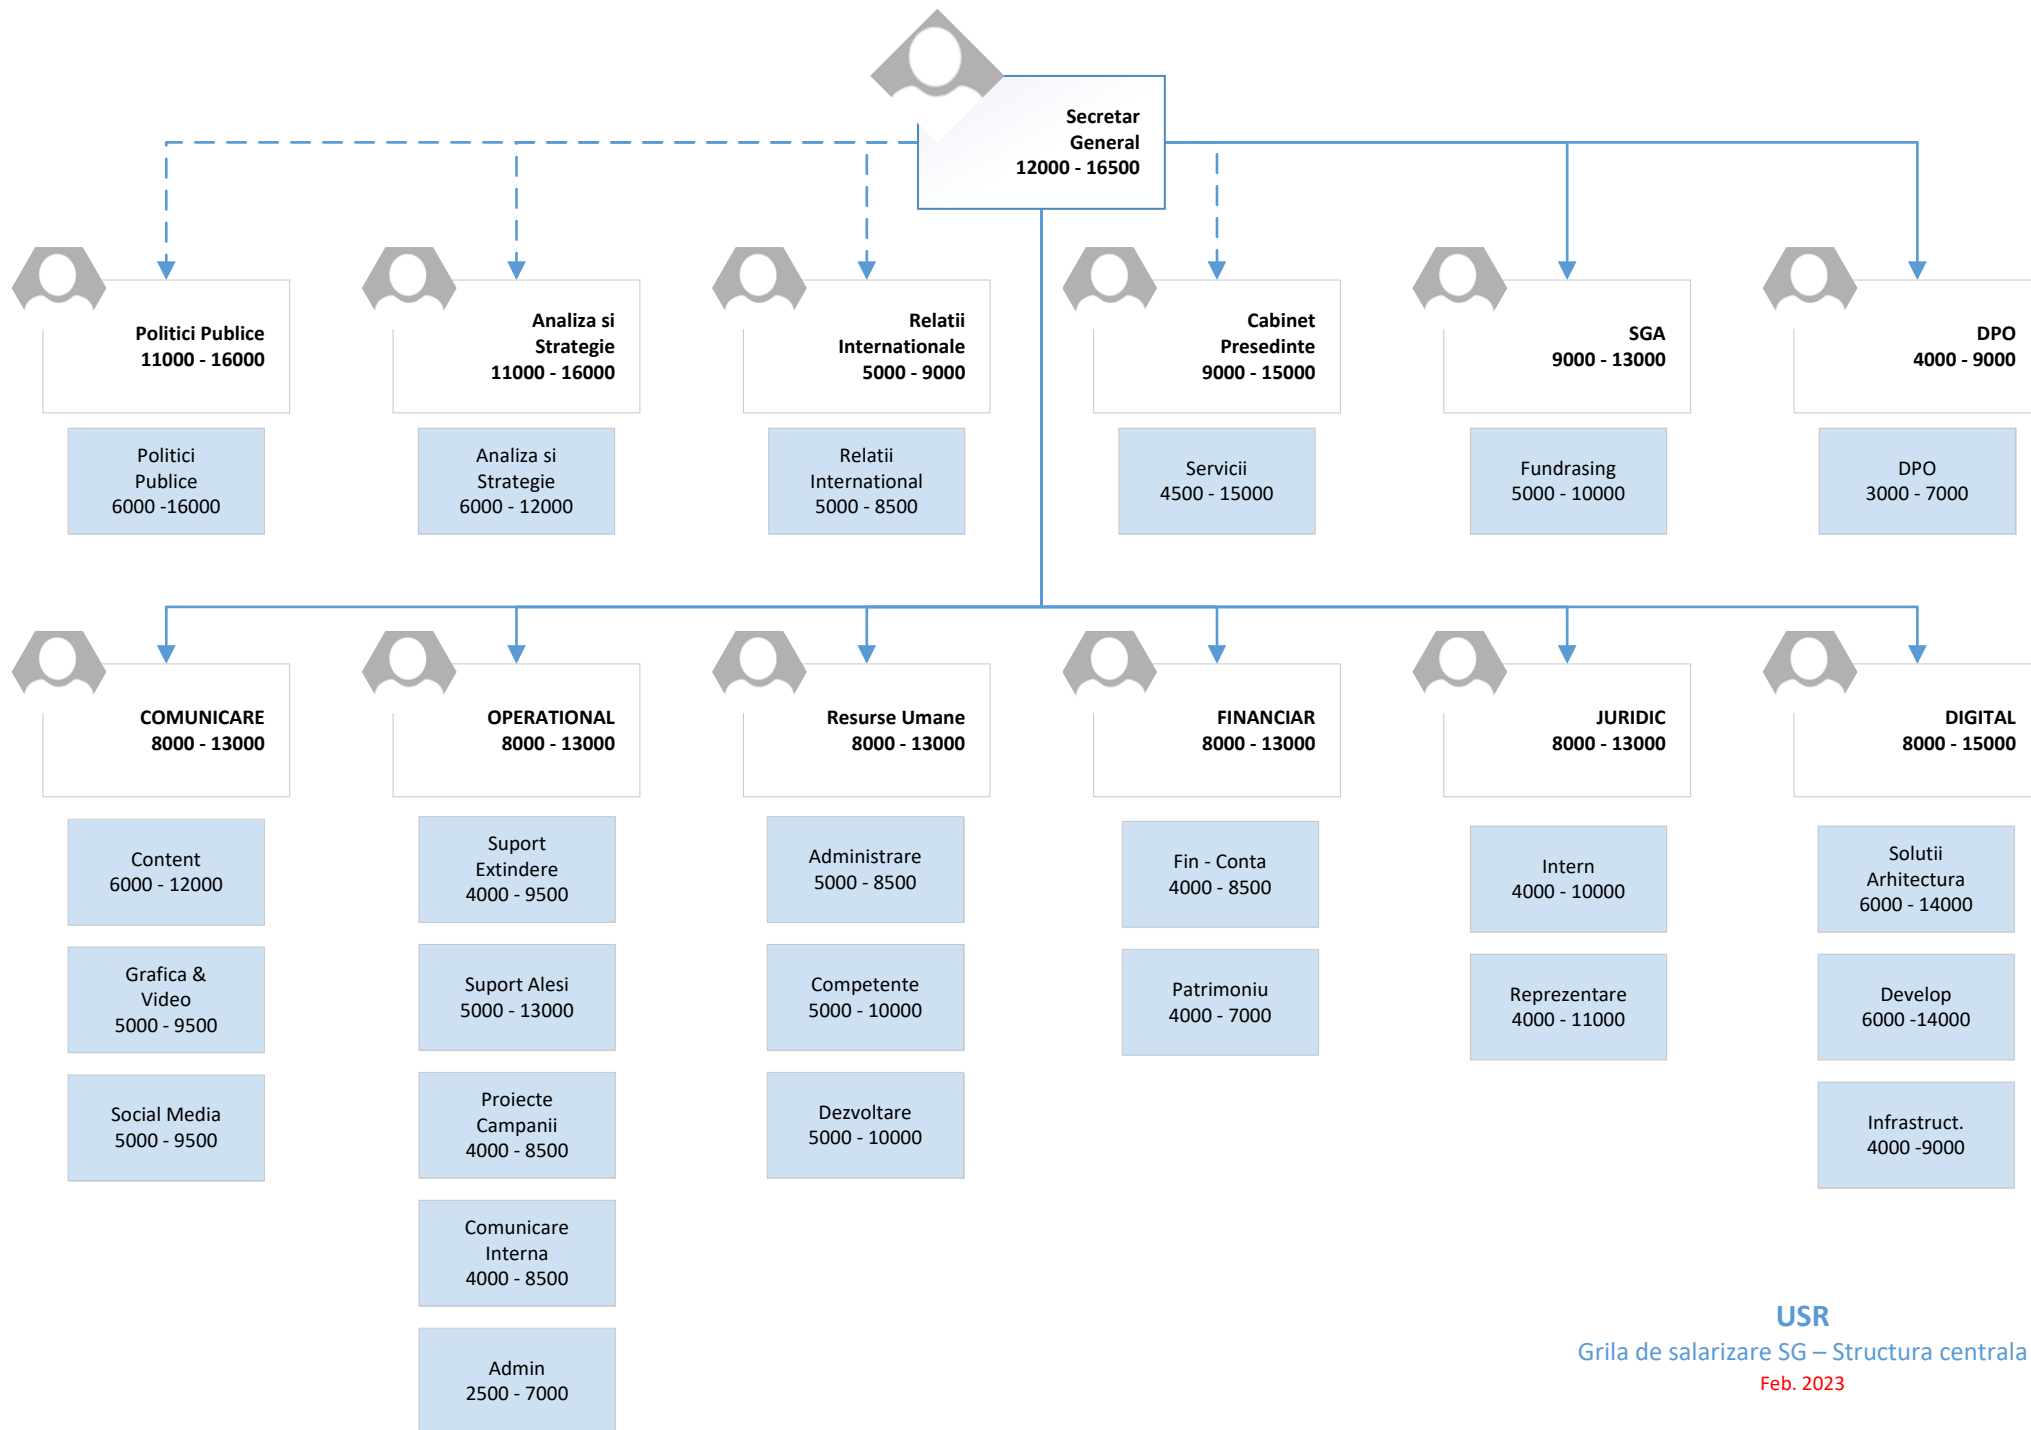 Secretar
General
12000 - 16500
Politici Publice
11000 - 16000
Analiza si
Strategie
11000 - 16000
Relatii
Internationale
5000 - 9000
Cabinet
Presedinte
9000 - 15000
SGA
9000 - 13000
DPO
4000 - 9000
Politici
Publice
6000 -16000
Analiza si
Strategie
6000 - 12000
Relatii
International
5000 - 8500
Servicii
4500 - 15000
Fundrasing
5000 - 10000
DPO
3000 - 7000
COMUNICARE
8000 - 13000
OPERATIONAL
8000 - 13000
Resurse Umane
8000 - 13000
FINANCIAR
8000 - 13000
JURIDIC
8000 - 13000
DIGITAL
8000 - 15000
Content
6000 - 12000
Grafica &
Video
5000 - 9500
Social Media
5000 - 9500
Suport
Extindere
4000 - 9500
Suport Alesi
5000 - 13000
Proiecte
Campanii
4000 - 8500
Comunicare
Interna
4000 - 8500
Admin
2500 - 7000
Administrare
5000 - 8500
Competente
5000 - 10000
Dezvoltare
5000 - 10000
Fin - Conta
4000 - 8500
Patrimoniu
4000 - 7000
Intern
4000 - 10000
Reprezentare
4000 - 11000
Solutii
Arhitectura
6000 - 14000
Develop
6000 -14000
Infrastruct.
4000 -9000
USR
Grila de salarizare SG – Structura centrala
Feb. 2023